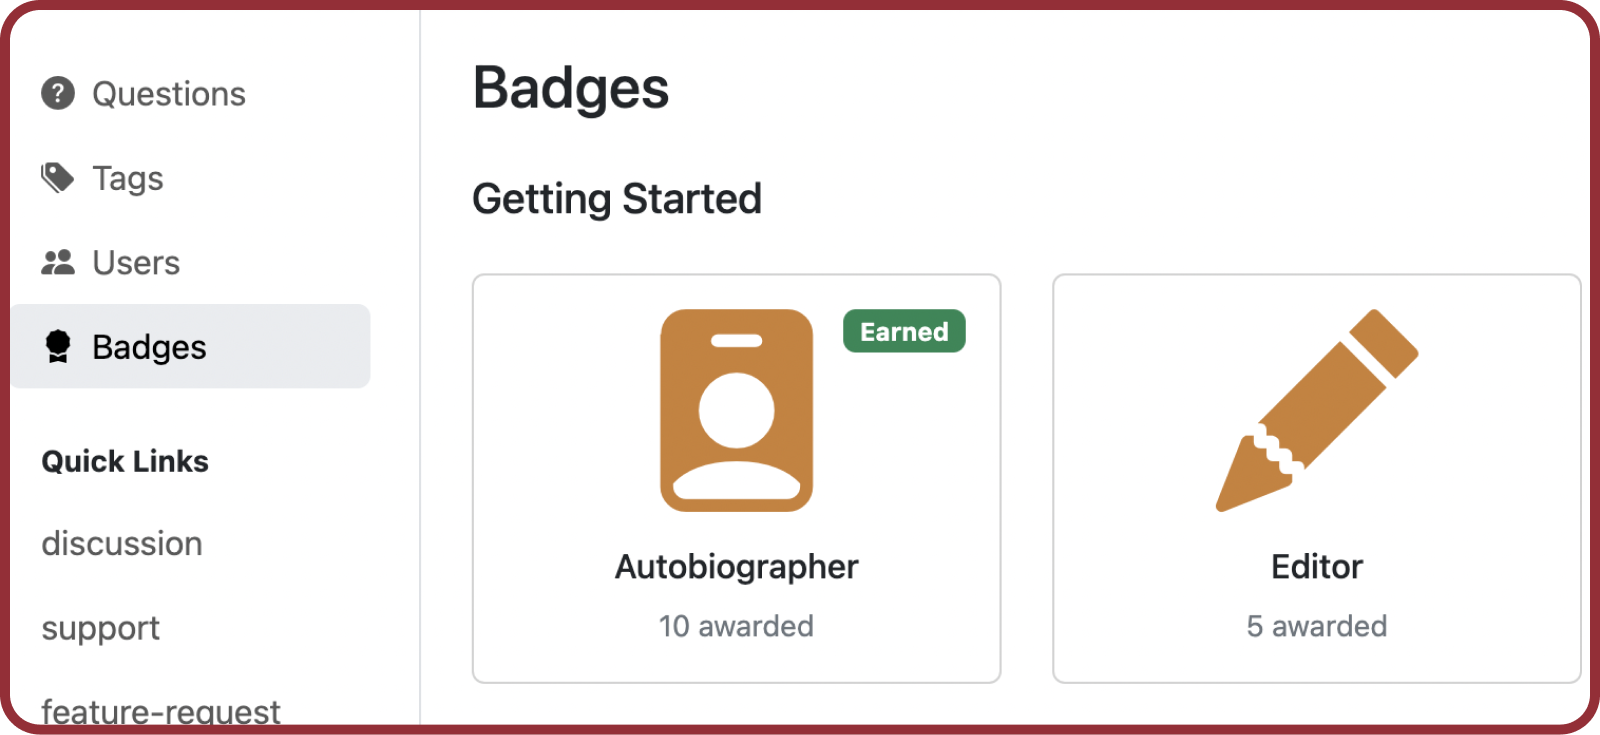 Questions
Tags
Users
Badges
Quick Links
discussion
support
feature-request
Badges
Getting Started
Earned
Autobiographer
10 awarded
Editor
5 awarded